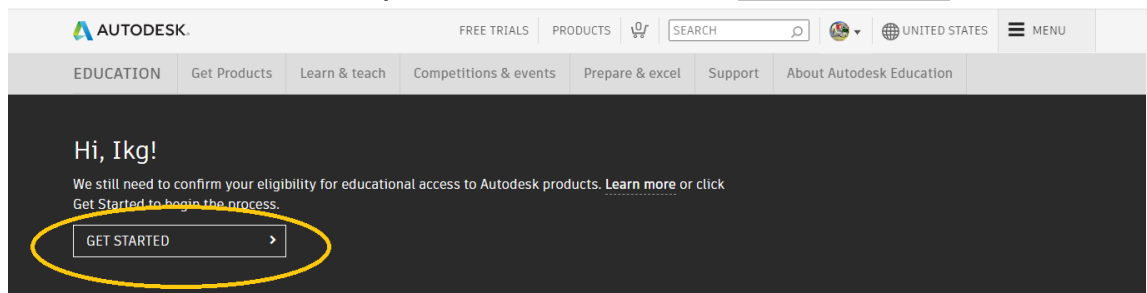 AUTODESK.
FREE TRIALS PRODUCTS 0 SEARCH UNITED STATES MENU
EDUCATION Get Products Learn & teach Competitions & events Prepare & excel Support About Autodesk Education
Hi, Ikg!
We still need to confirm your eligibility for educational access to Autodesk products. Learn more or click
Get Started to begin the process.
GET STARTED